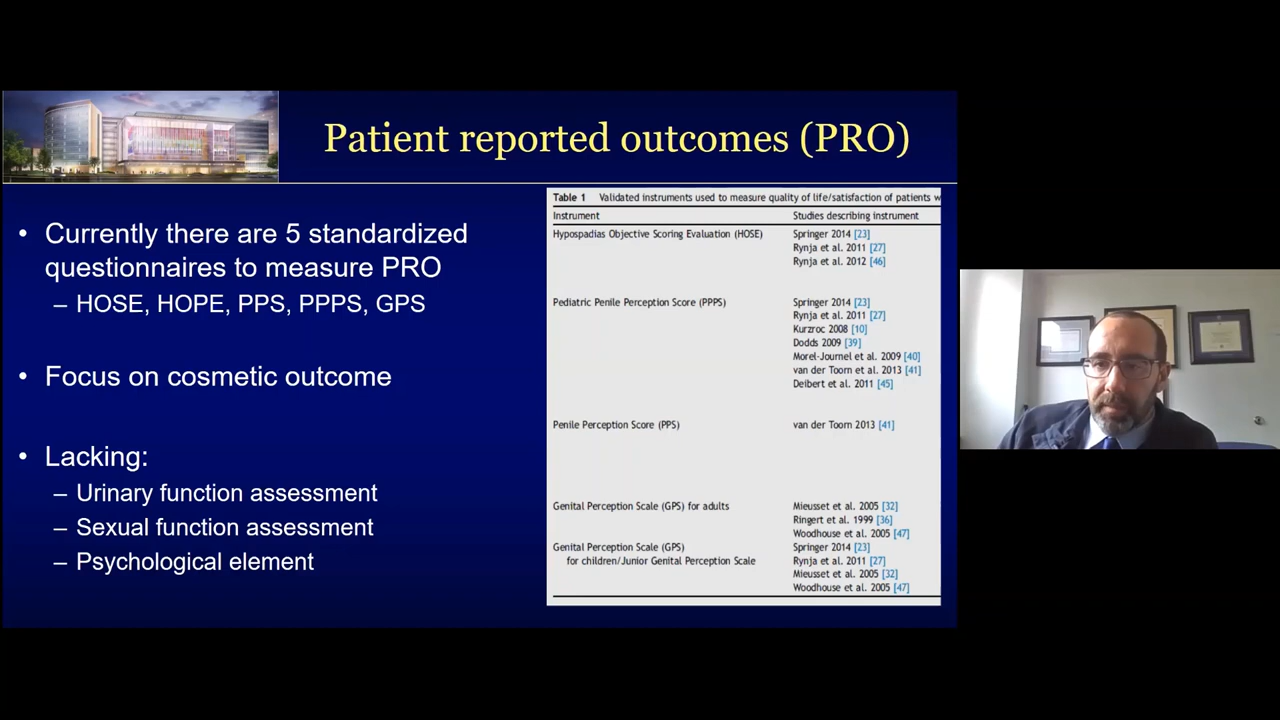 Patient reported outcomes (PRO)
• Currently there are 5 standardized
questionnaires to measure PRO
– HOSE, HOPE, PPS, PPPS, GPS
• Focus on cosmetic outcome
• Lacking:
– Urinary function assessment
– Sexual function assessment
– Psychological element
Table 1 Validated instruments used to measure quality of life/satisfaction of patients w
Instrument Studies describing instrument
Hypospadias Objective Scoring Evaluation (HOSE) Springer 2014 [23]
Rynja et al. 2011 [27]
Rynja et al. 2012 [46]
Pediatric Penile Perception Score (PPPS) Springer 2014 [23]
Rynja et al. 2011 [27]
Kurzroc 2008 [10]
Dodds 2009 [39]
Morel-Journel et al. 2009 [40]
van der Toorn et al. 2013 [41]
Deibert et al. 2011 [45]
Penile Perception Score (PPS) van der Toorn 2013 [41]
Genital Perception Scale (GPS) for adults Mieusset et al. 2005 [32]
Ringert et al. 1999 [36]
Woodhouse et al. 2005 [47]
Genital Perception Scale (GPS) Springer 2014 [23]
for children/Junior Genital Perception Scale Rynja et al. 2011 [27]
Mieusset et al. 2005 [32]
Woodhouse et al. 2005 [47]